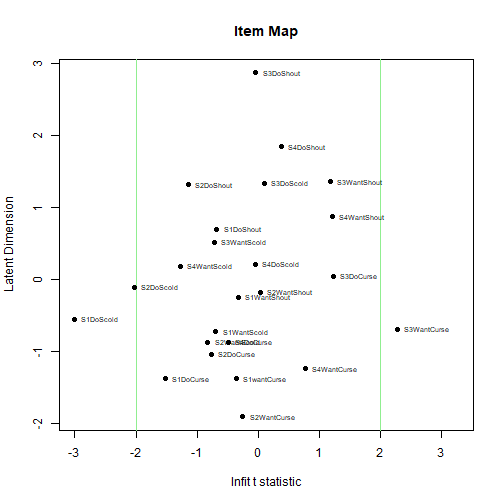 Item Map
S3DoShout
S4DoShout
S2DoShout
S3DoScold
S3WantShout
S4WantShout
S1DoShout
S3WantScold
S4WantScold
S4DoScold
S3DoCurse
S2DoScold
S2WantShout
S1WantShout
S1DoScold
S3WantCurse
S1WantScold
S2DoCurse
S4WantCurse
S1DoCurse
S1wantCurse
S2WantCurse
Latent Dimension
-2
-1
0
1
2
3
-3
-2
-1
0
1
2
3
Infit t statistic